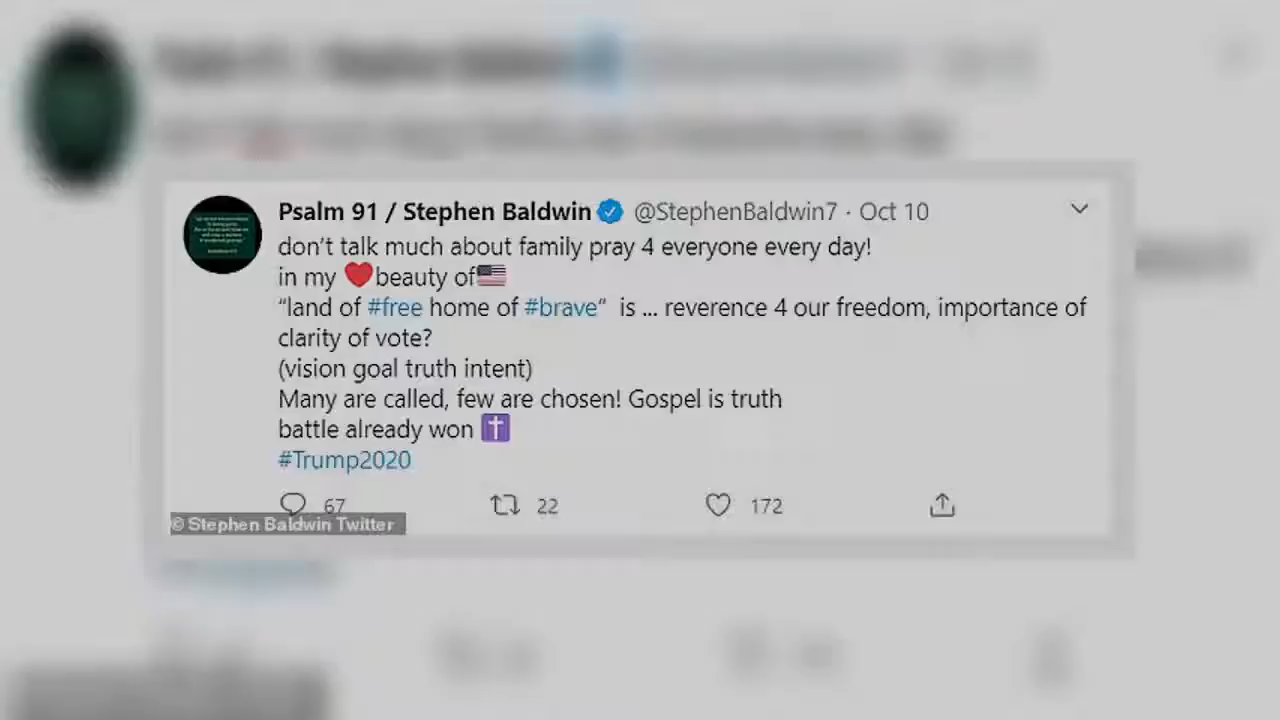 Psalm 91 / Stephen Baldwin @StephenBaldwin7 · Oct 10
don't talk much about family pray 4 everyone every day!
in my ❤️beauty of🇺🇸
“land of #free home of #brave” is ... reverence 4 our freedom, importance of
clarity of vote?
(vision goal truth intent)
Many are called, few are chosen! Gospel is truth
battle already won ✝️
#Trump2020
67 22 172
© Stephen Baldwin Twitter